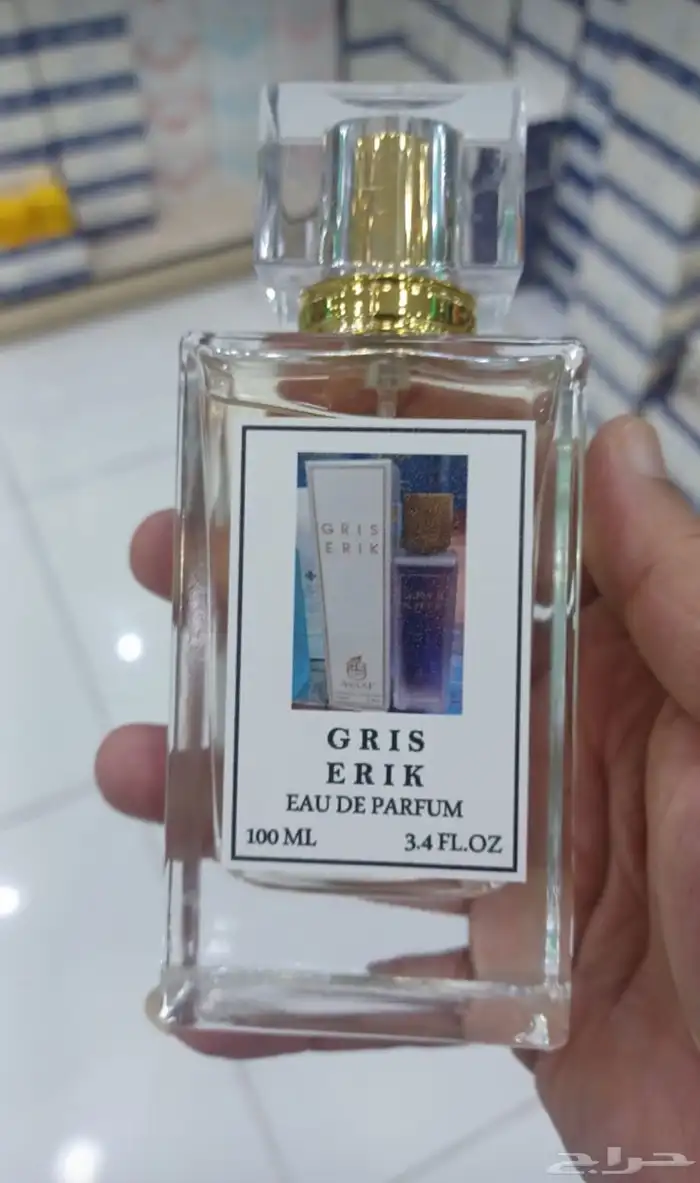 GRIS
ERIK
GRIS
ERIK
EAU DE PARFUM
100 ML 3.4 FL.OZ
حراج